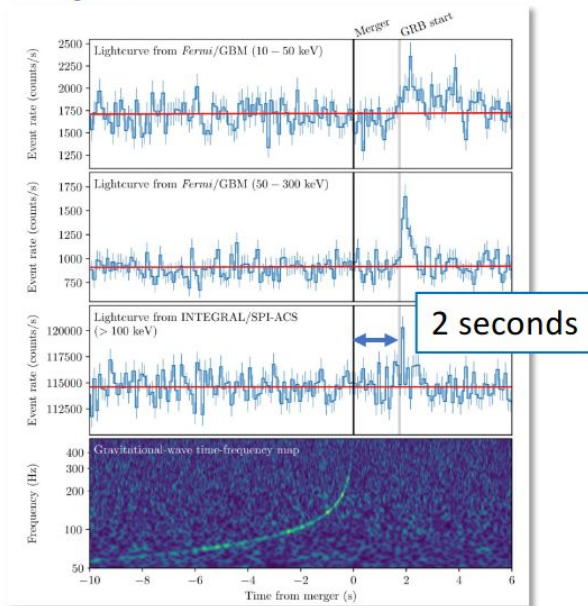 Merger
GRB start
Lightcurve from Fermi/GBM (10 − 50 keV)
Event rate (counts/s)
2500
2250
2000
1750
1500
1250
Lightcurve from Fermi/GBM (50 − 300 keV)
Event rate (counts/s)
1750
1500
1250
1000
750
Lightcurve from INTEGRAL/SPI-ACS
(> 100 keV)
Event rate (counts/s)
120000
117500
115000
112500
2 seconds
Gravitational-wave time-frequency map
Frequency (Hz)
400
300
200
100
50
−10
−8
−6
−4
−2
0
2
4
6
Time from merger (s)